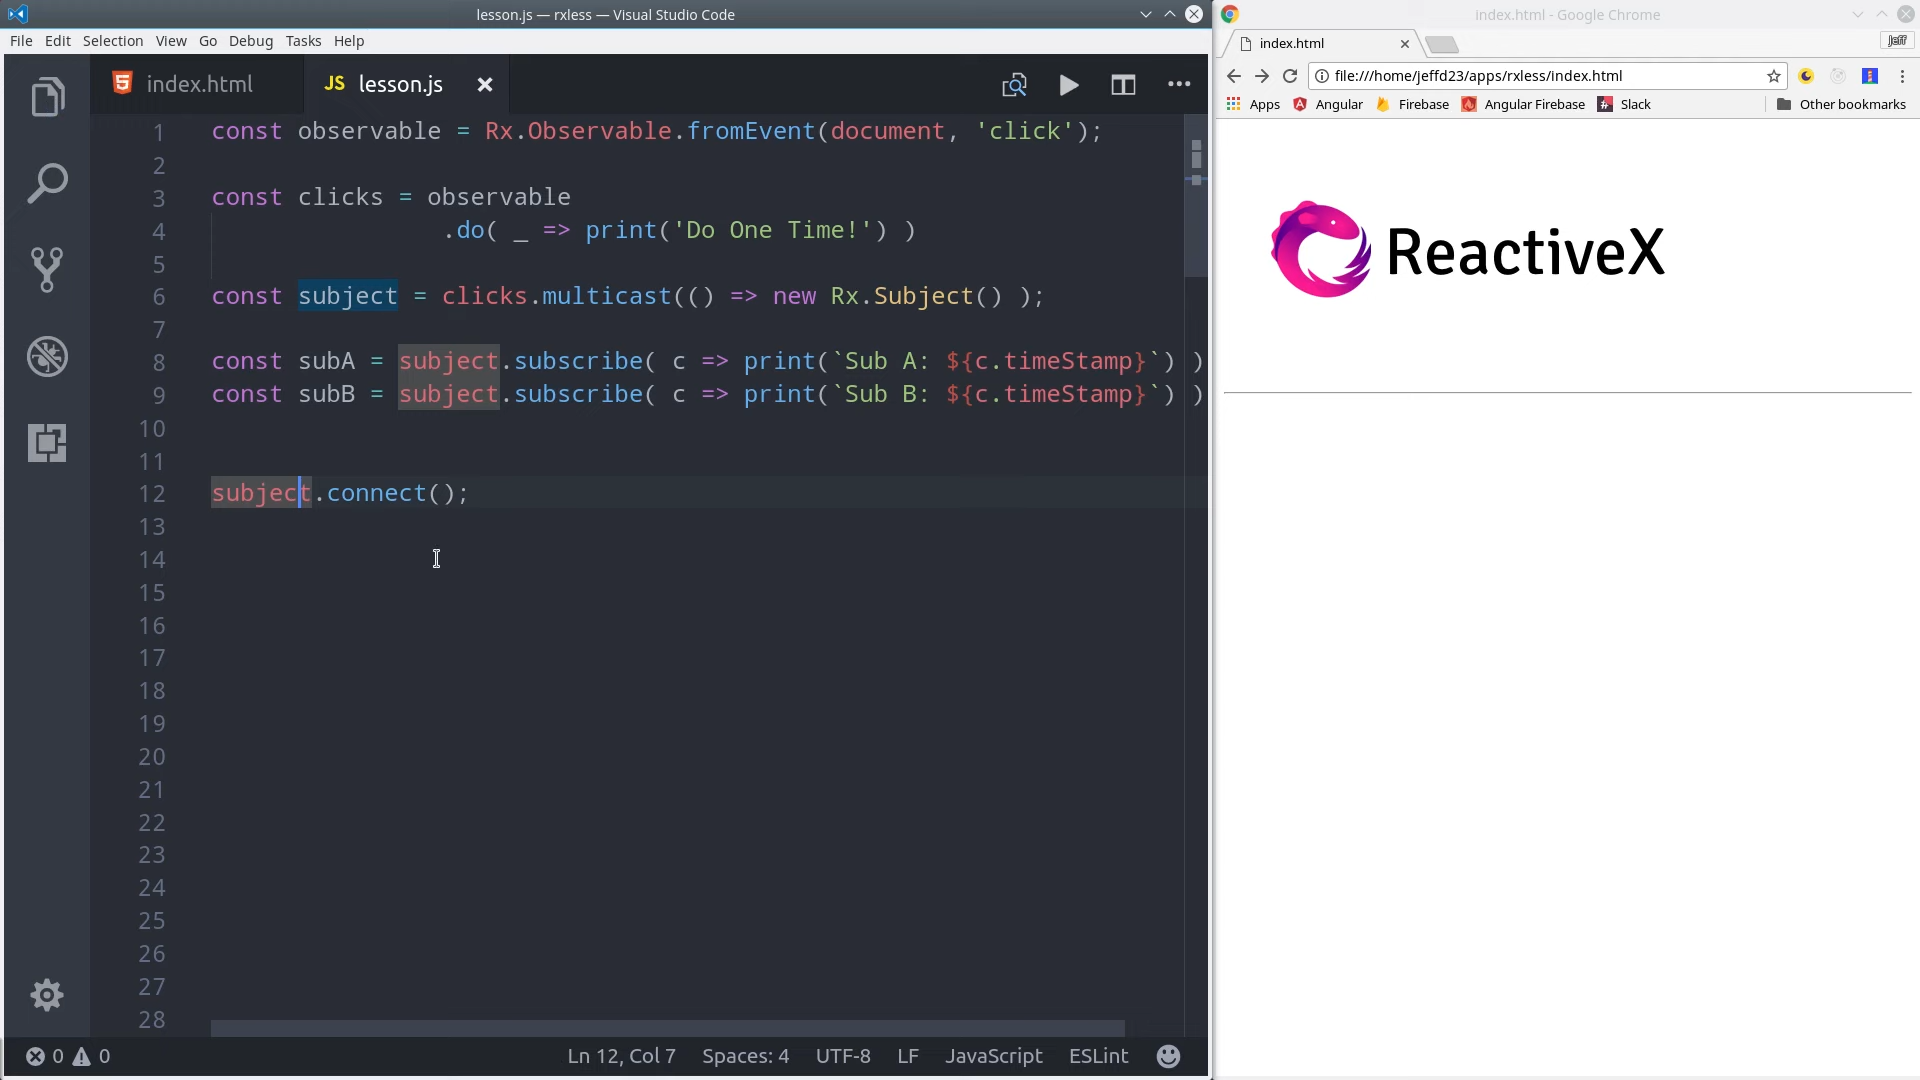 lesson.js — rxless — Visual Studio Code
File Edit Selection View Go Debug Tasks Help
index.html
JS lesson.js
1 const observable = Rx.Observable.fromEvent(document, 'click');
2
3 const clicks = observable
4 .do( _ => print('Do One Time!') )
5
6 const subject = clicks.multicast(() => new Rx.Subject() );
7
8 const subA = subject.subscribe( c => print(`Sub A: ${c.timeStamp}`) )
9 const subB = subject.subscribe( c => print(`Sub B: ${c.timeStamp}`) )
10
11
12 subject.connect();
13
14
15
16
17
18
19
20
21
22
23
24
25
26
27
28
0 0 Ln 12, Col 7 Spaces: 4 UTF-8 LF JavaScript ESLint
index.html - Google Chrome
index.html
Jeff
file:///home/jeffd23/apps/rxless/index.html
Apps Angular Firebase Angular Firebase Slack Other bookmarks
ReactiveX